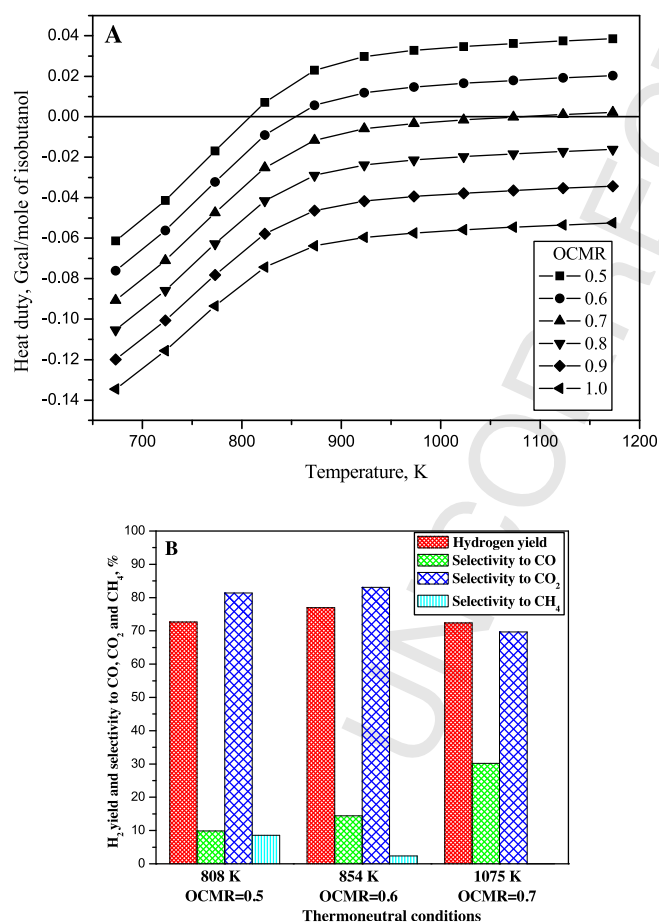 A
0.04
0.02
0.00
-0.02
-0.04
-0.06
-0.08
-0.10
-0.12
-0.14
Heat duty, Gcal/mole of isobutanol
OCMR
0.5
0.6
0.7
0.8
0.9
1.0
700 800 900 1000 1100 1200
Temperature, K
B
Hydrogen yield
Selectivity to CO
Selectivity to CO2
Selectivity to CH4
100
90
80
70
60
50
40
30
20
10
0
H2 yield and selectivity to CO, CO2 and CH4, %
808 K 854 K 1075 K
OCMR=0.5 OCMR=0.6 OCMR=0.7
Thermoneutral conditions